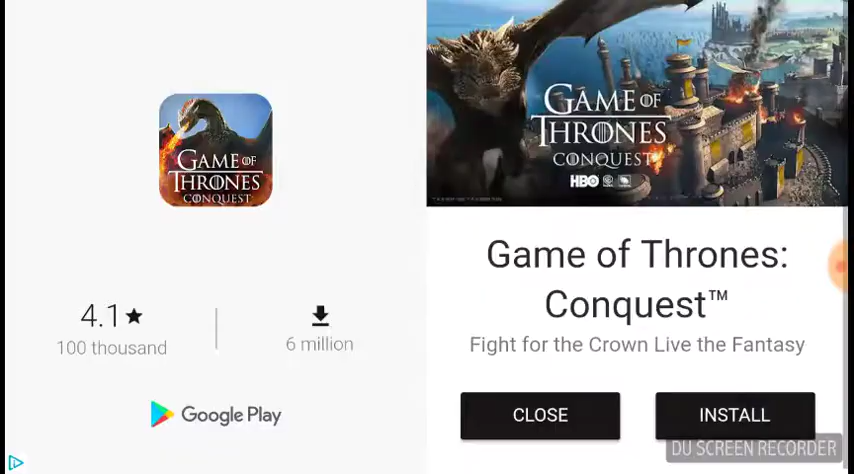 GAME OF
THRONES
CONQUEST
4.1★
100 thousand
6 million
Google Play
GAME OF
THRONES
CONQUEST
HBO
Game of Thrones:
Conquest™
Fight for the Crown Live the Fantasy
CLOSE
INSTALL
DU SCREEN RECORDER